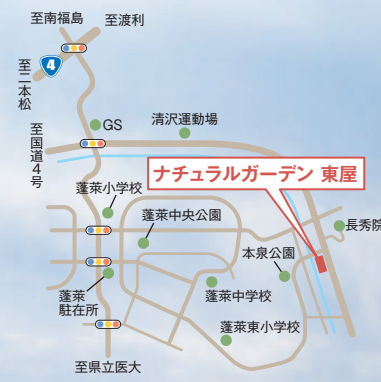 至南福島
至渡利
4
至二本松
至国道4号
GS
清沢運動場
ナチュラルガーデン 東屋
蓬莱小学校
蓬莱中央公園
長秀院
本泉公園
蓬莱
駐在所
蓬莱中学校
蓬莱東小学校
至県立医大